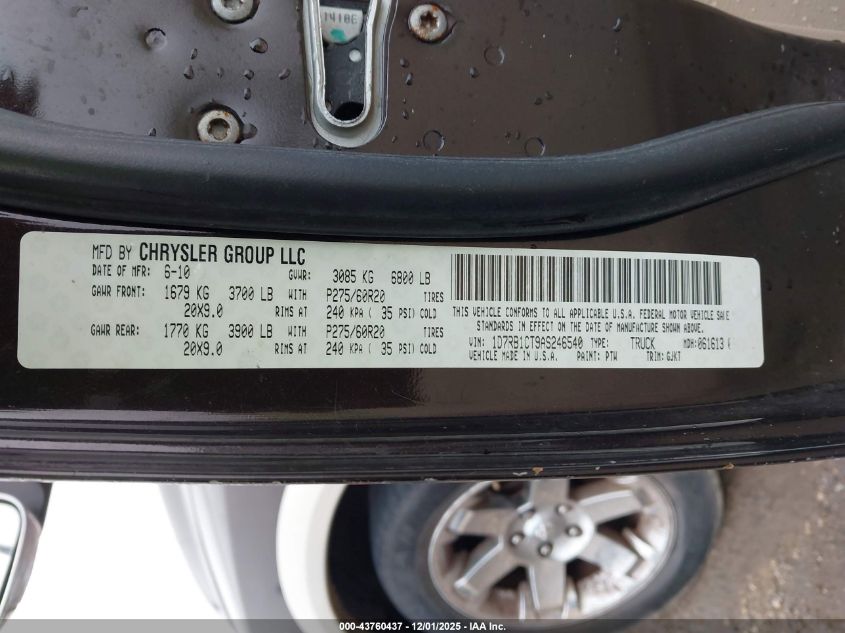 1410E
MFD BY CHRYSLER GROUP LLC
DATE OF MFR: 6-10 GVWR: 3085 KG 6800 LB
GAWR FRONT: 1679 KG 3700 LB WITH P275/60R20 TIRES
20X9.0 RIMS AT 240 KPA ( 35 PSI) COLD
GAWR REAR: 1770 KG 3900 LB WITH P275/60R20 TIRES
20X9.0 RIMS AT 240 KPA ( 35 PSI) COLD
THIS VEHICLE CONFORMS TO ALL APPLICABLE U.S.A. FEDERAL MOTOR VEHICLE
STANDARDS IN EFFECT ON THE DATE OF MANUFACTURE SHOWN ABOVE.
VIN: 1D7RB1CT9AS246540 TYPE: TRUCK MDH: 061613
VEHICLE MADE IN U.S.A. PAINT: PTW TRIM: GJKT
000-43760437 - 12/01/2025 - IAA Inc.